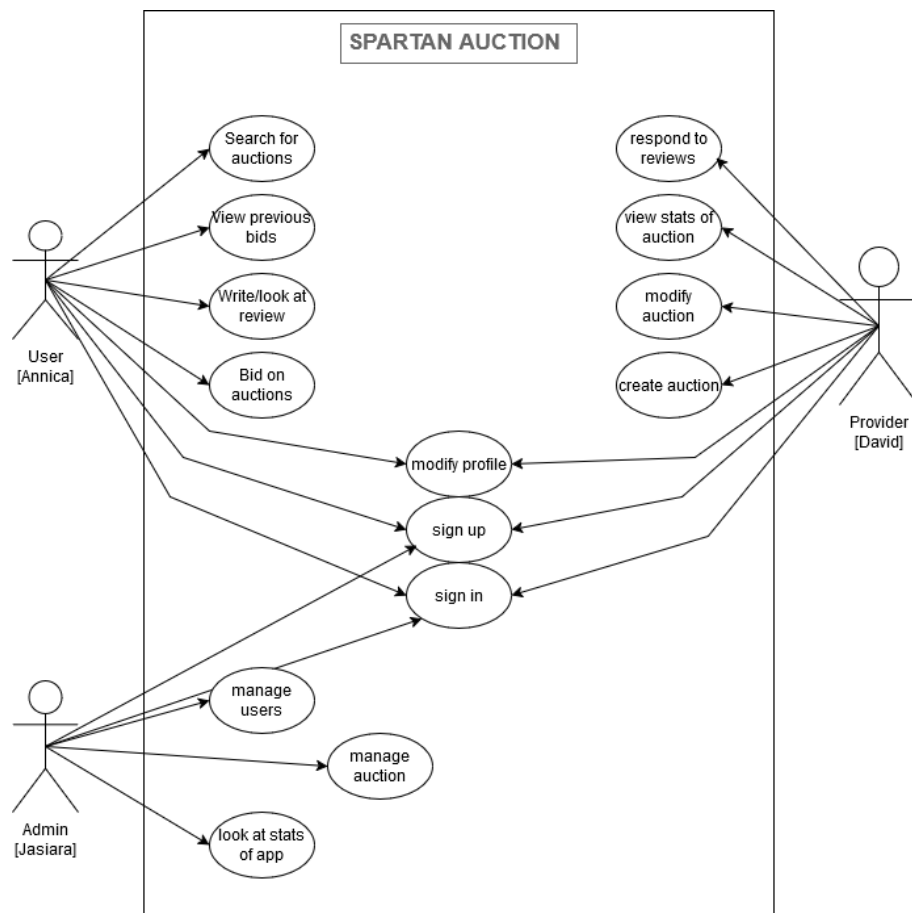 SPARTAN AUCTION
Search for
auctions
View previous
bids
Write/look at
review
Bid on
auctions
respond to
reviews
view stats of
auction
modify
auction
create auction
User
[Annica]
Provider
[David]
modify profile
sign up
sign in
manage
users
manage
auction
look at stats
of app
Admin
[Jasiara]